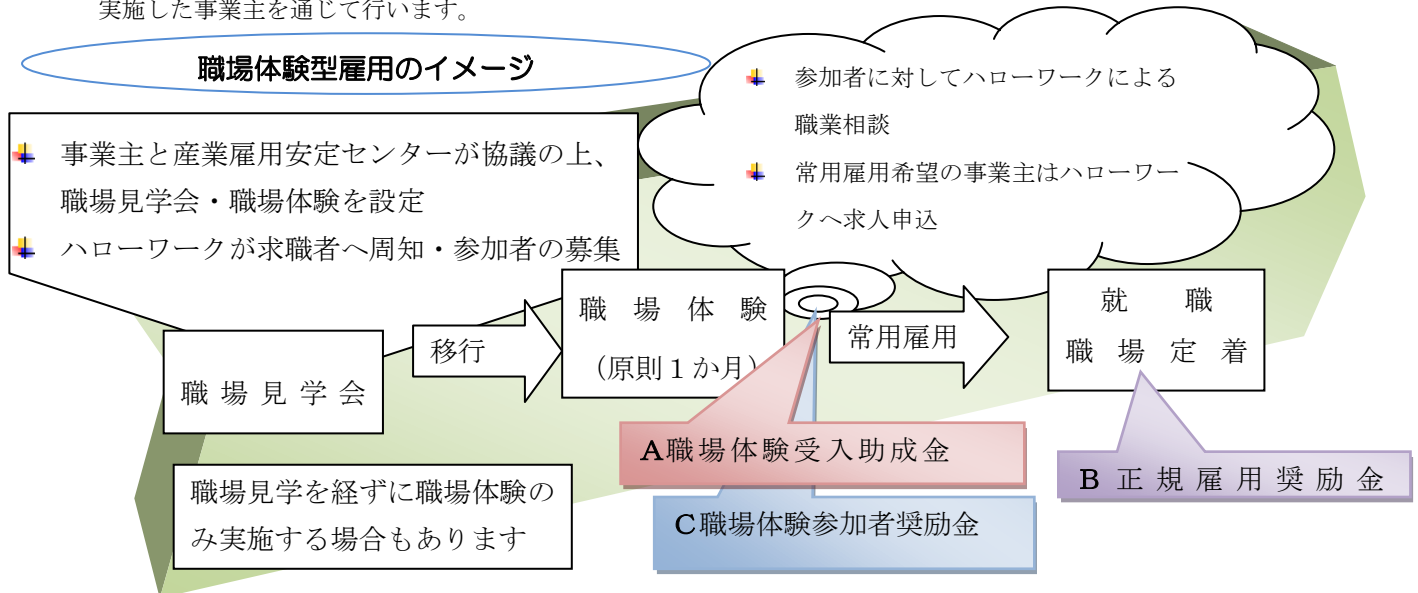 実施した事業主を通じて行います。
職場体験型雇用のイメージ
参加者に対してハローワークによる
職業相談
常用雇用希望の事業主はハローワー
クへ求人申込
事業主と産業雇用安定センターが協議の上、
職場見学会・職場体験を設定
ハローワークが求職者へ周知・参加者の募集
職場見学会
移行
職場体験
（原則１か月）
常用雇用
就職
職場定着
A職場体験受入助成金
B正規雇用奨励金
C職場体験参加者奨励金
職場見学を経ずに職場体験の
み実施する場合もあります